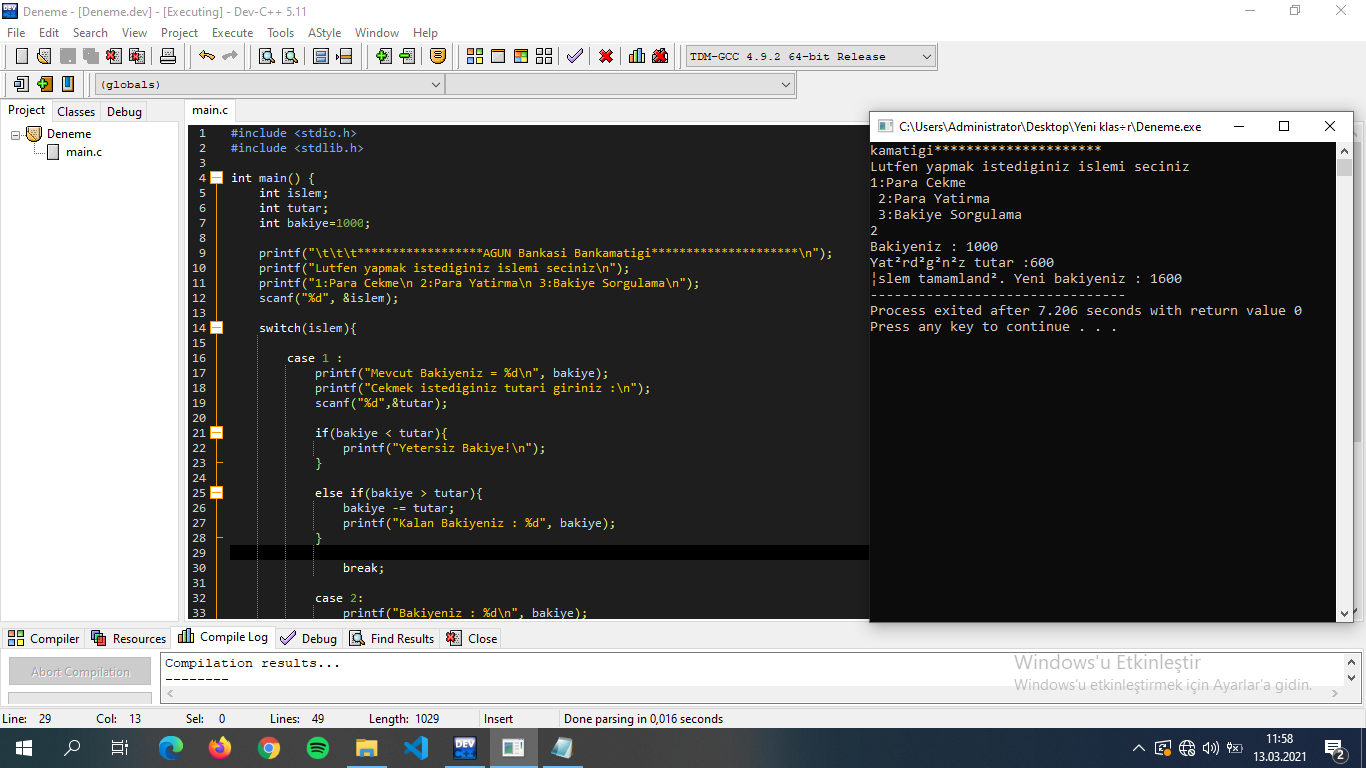 Deneme - [Deneme.dev] - [Executing] - Dev-C++ 5.11
File Edit Search View Project Execute Tools AStyle Window Help
TDM-GCC 4.9.2 64-bit Release
(globals)
Project Classes Debug
Deneme
main.c
main.c
1 #include <stdio.h>
2 #include <stdlib.h>
3
4 int main() {
5 int islem;
6 int tutar;
7 int bakiye=1000;
8
9 printf("\t\t\t******************AGUN Bankasi Bankamatigi*********************\n");
10 printf("Lutfen yapmak istediginiz islemi seciniz\n");
11 printf("1:Para Cekme\n 2:Para Yatirma\n 3:Bakiye Sorgulama\n");
12 scanf("%d", &islem);
13
14 switch(islem){
15
16 case 1 :
17 printf("Mevcut Bakiyeniz = %d\n", bakiye);
18 printf("Cekmek istediginiz tutari giriniz :\n");
19 scanf("%d",&tutar);
20
21 if(bakiye < tutar){
22 printf("Yetersiz Bakiye!\n");
23 }
24
25 else if(bakiye > tutar){
26 bakiye -= tutar;
27 printf("Kalan Bakiyeniz : %d", bakiye);
28 }
29
30 break;
31
32 case 2:
33 printf("Bakiyeniz : %d\n", bakiye);
C:\Users\Administrator\Desktop\Yeni klas÷r\Deneme.exe
kamatigi*********************
Lutfen yapmak istediginiz islemi seciniz
1:Para Cekme
2:Para Yatirma
3:Bakiye Sorgulama
2
Bakiyeniz : 1000
Yat²rd²g²n²z tutar :600
¦slem tamamland². Yeni bakiyeniz : 1600
--------------------------------
Process exited after 7.206 seconds with return value 0
Press any key to continue . . .
Compiler Resources Compile Log Debug Find Results Close
Abort Compilation
Compilation results...
--------
Windows'u Etkinleştir
Windows'u etkinleştirmek için Ayarlar'a gidin.
Line: 29 Col: 13 Sel: 0 Lines: 49 Length: 1029 Insert Done parsing in 0,016 seconds
DEV
11:58
13.03.2021
2